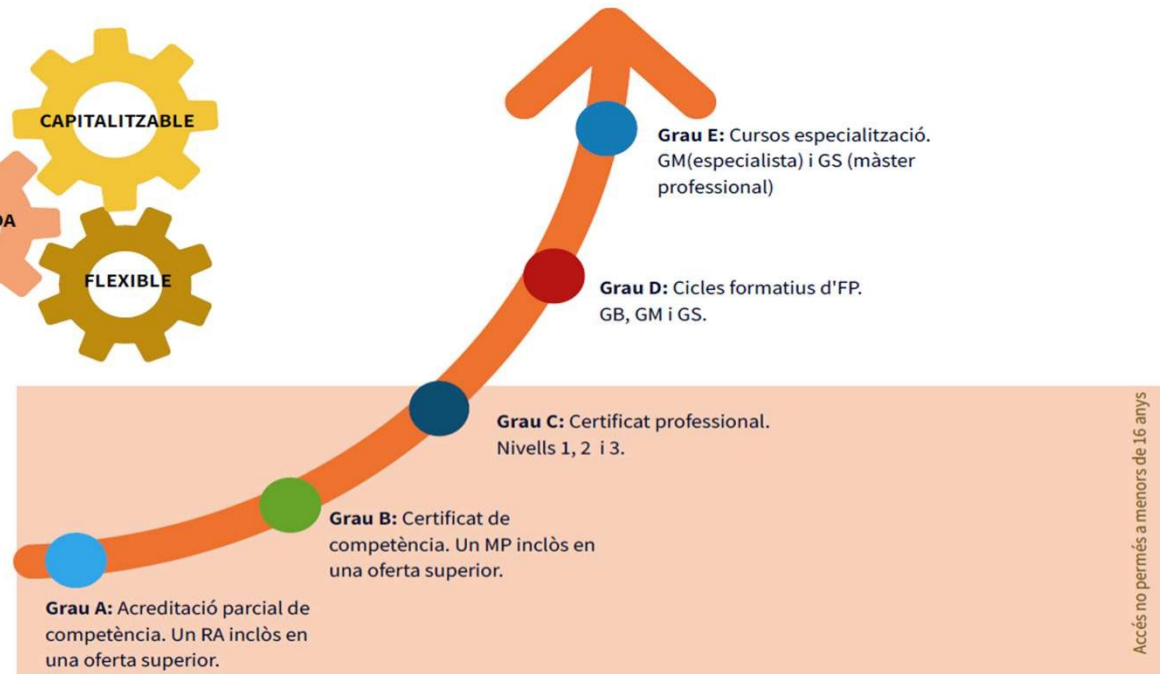 CAPITALITZABLE
FLEXIBLE
Grau E: Cursos especialització.
GM(especialista) i GS (màster
professional)
Grau D: Cicles formatius d'FP.
GB, GM i GS.
Grau C: Certificat professional.
Nivells 1, 2 i 3.
Grau B: Certificat de
competència. Un MP inclòs en
una oferta superior.
Grau A: Acreditació parcial de
competència. Un RA inclòs en
una oferta superior.
Accés no permés a menors de 16 anys